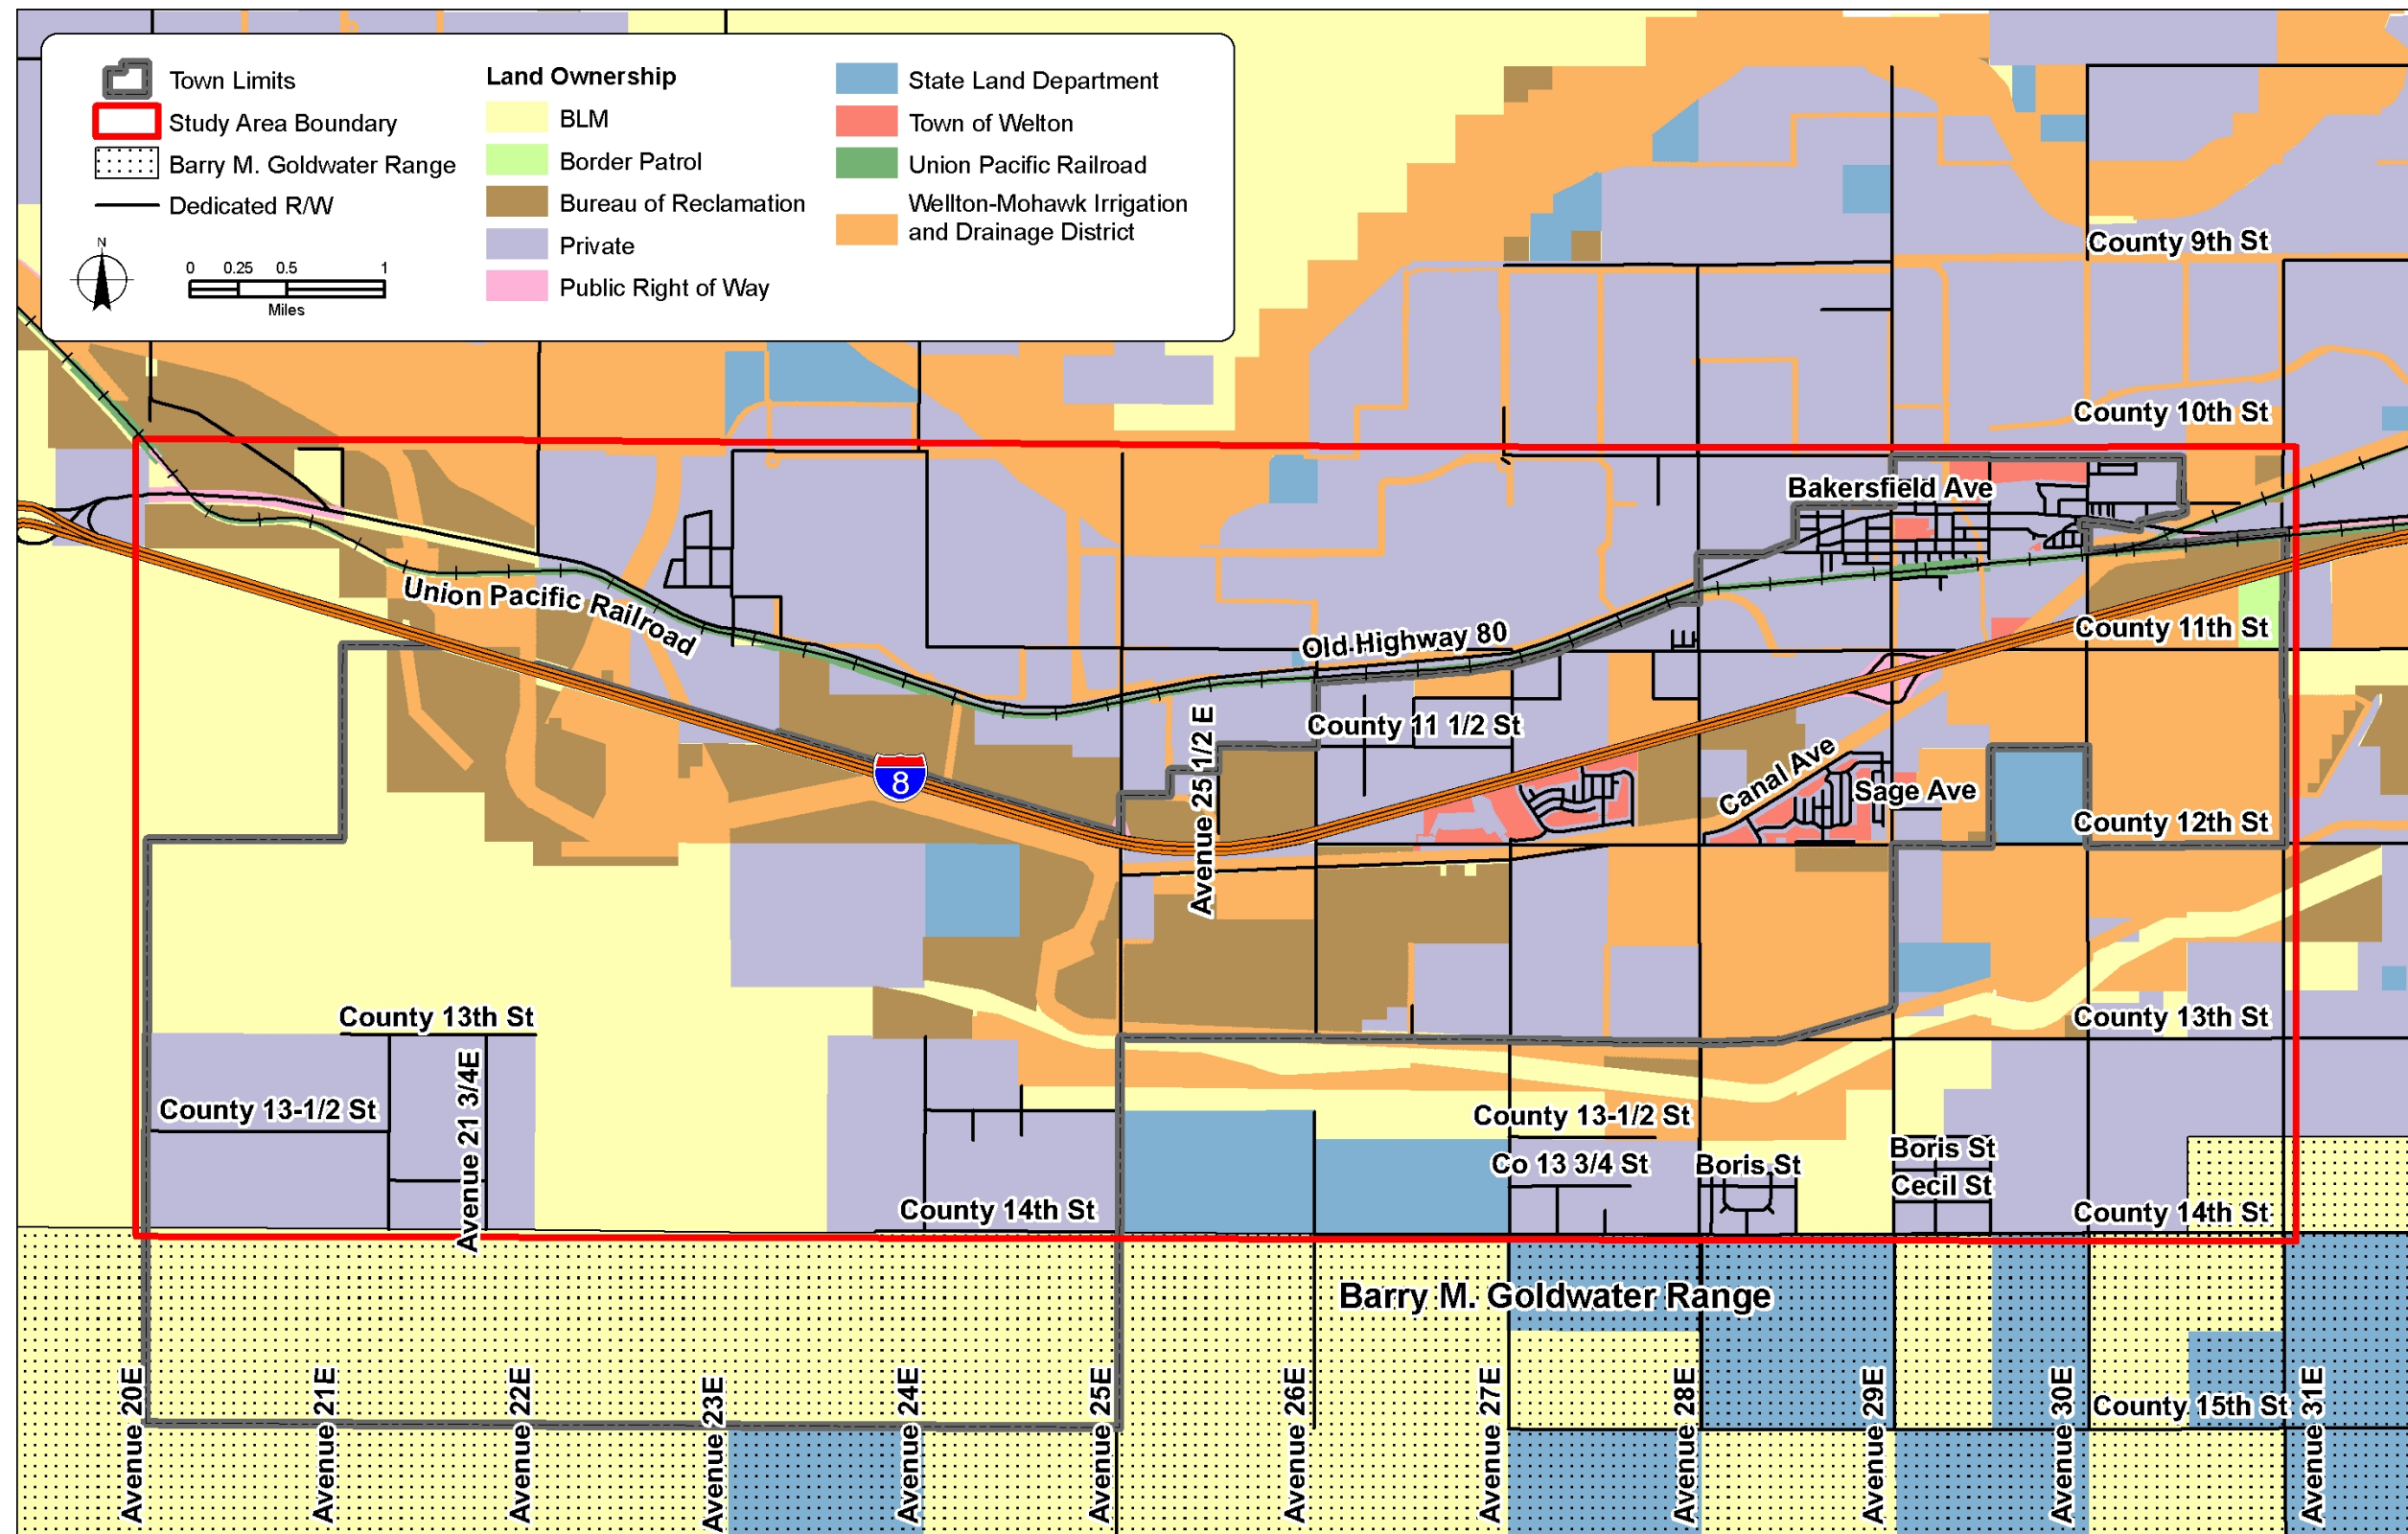 Town Limits
Study Area Boundary
Barry M. Goldwater Range
Dedicated R/W
N
0 0.25 0.5 1
Miles
Land Ownership
BLM
Border Patrol
Bureau of Reclamation
Private
Public Right of Way
State Land Department
Town of Welton
Union Pacific Railroad
Wellton-Mohawk Irrigation
and Drainage District
County 9th St
County 10th St
Bakersfield Ave
Union Pacific Railroad
Old Highway 80
County 11th St
County 11 1/2 St
Avenue 25 1/2 E
8
Canal Ave
Sage Ave
County 12th St
County 13th St
County 13th St
Avenue 21 3/4E
County 13-1/2 St
County 13-1/2 St
Co 13 3/4 St
Boris St
Boris St
Cecil St
County 14th St
County 14th St
Barry M. Goldwater Range
County 15th St
Avenue 20E
Avenue 21E
Avenue 22E
Avenue 23E
Avenue 24E
Avenue 25E
Avenue 26E
Avenue 27E
Avenue 28E
Avenue 29E
Avenue 30E
Avenue 31E